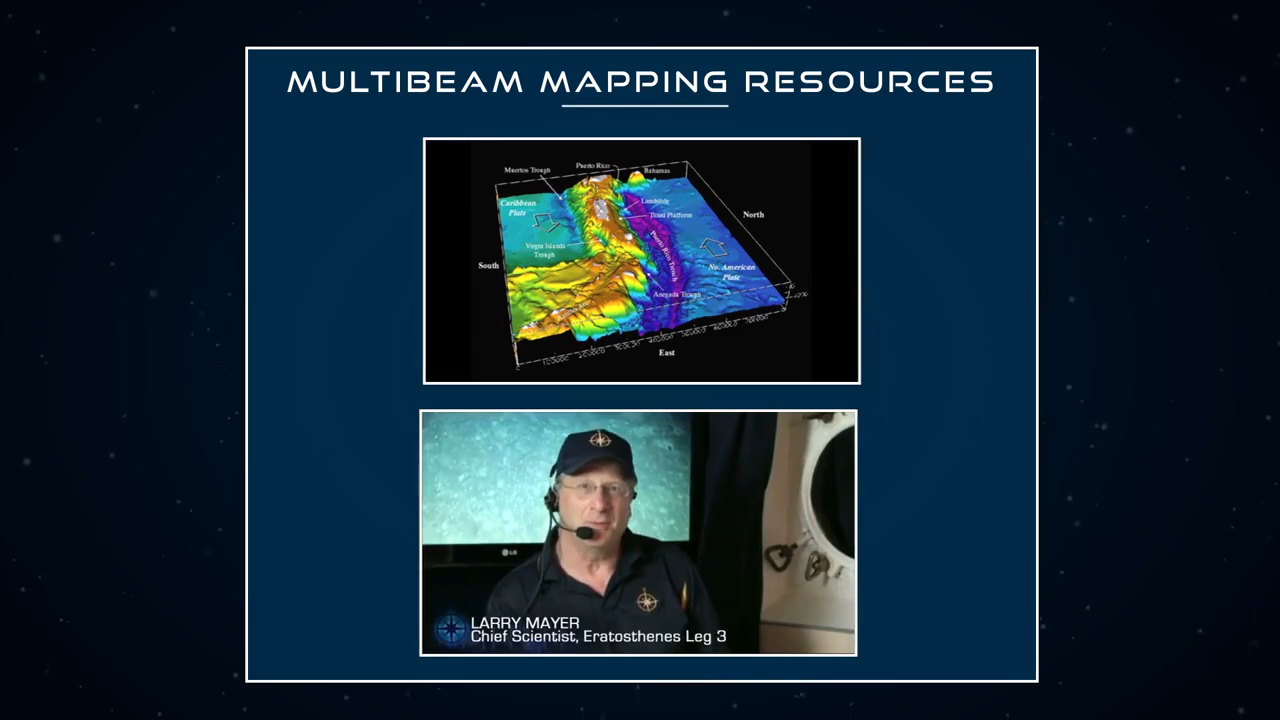 MULTIBEAM MAPPING RESOURCES
Puerto Rico
Muertos Trough
Bahamas
Caribbean
Plate
Landslide
Tilted Platform
North
Puerto Rico Trench
Virgin Islands
Trough
South
No. American
Plate
Anegada Trough
East
LG
LARRY MAYER
Chief Scientist, Eratosthenes Leg 3